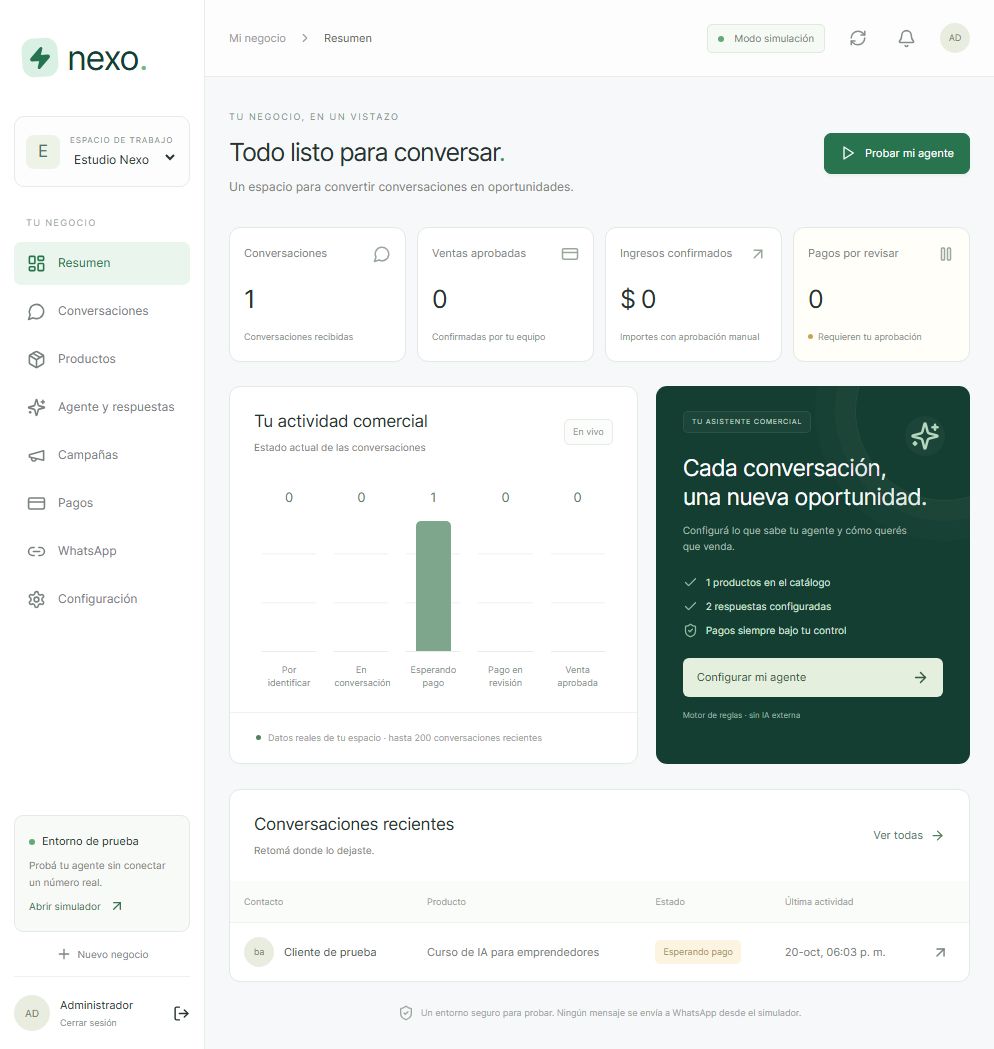 nexo.
E
ESPACIO DE TRABAJO
Estudio Nexo
TU NEGOCIO
Resumen
Conversaciones
Productos
Agente y respuestas
Campañas
Pagos
WhatsApp
Configuración
Entorno de prueba
Probá tu agente sin conectar
un número real.
Abrir simulador
Nuevo negocio
AD
Administrador
Cerrar sesión
Mi negocio
Resumen
Modo simulación
AD
TU NEGOCIO, EN UN VISTAZO
Todo listo para conversar.
Un espacio para convertir conversaciones en oportunidades.
Probar mi agente
Conversaciones
1
Conversaciones recibidas
Ventas aprobadas
0
Confirmadas por tu equipo
Ingresos confirmados
$ 0
Importes con aprobación manual
Pagos por revisar
0
Requieren tu aprobación
Tu actividad comercial
Estado actual de las conversaciones
En vivo
0 0 1 0 0
Por
identificar
En
conversación
Esperando
pago
Pago en
revisión
Venta
aprobada
Datos reales de tu espacio · hasta 200 conversaciones recientes
TU ASISTENTE COMERCIAL
Cada conversación,
una nueva oportunidad.
Configurá lo que sabe tu agente y cómo querés
que venda.
1 productos en el catálogo
2 respuestas configuradas
Pagos siempre bajo tu control
Configurar mi agente
Motor de reglas · sin IA externa
Conversaciones recientes
Retomá donde lo dejaste.
Ver todas
Contacto Producto Estado Última actividad
ba Cliente de prueba Curso de IA para emprendedores Esperando pago 20-oct, 06:03 p. m.
Un entorno seguro para probar. Ningún mensaje se envía a WhatsApp desde el simulador.